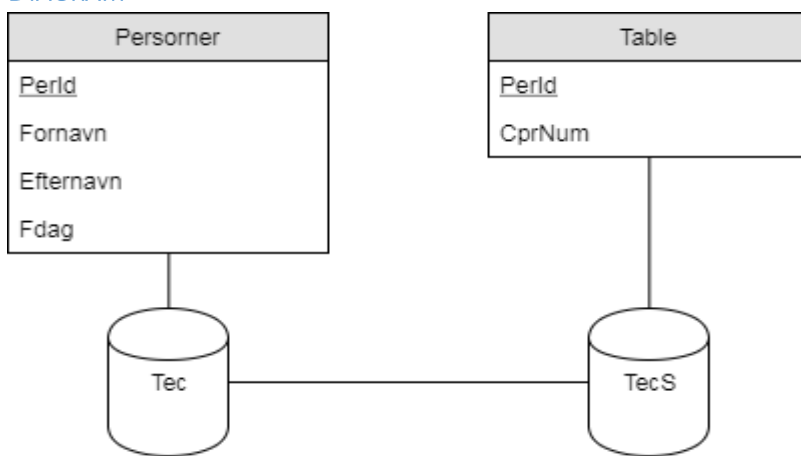 DIAGRAM
Personer
PerId
Fornavn
Efternavn
Fdag
Table
PerId
CprNum
Tec
TecS